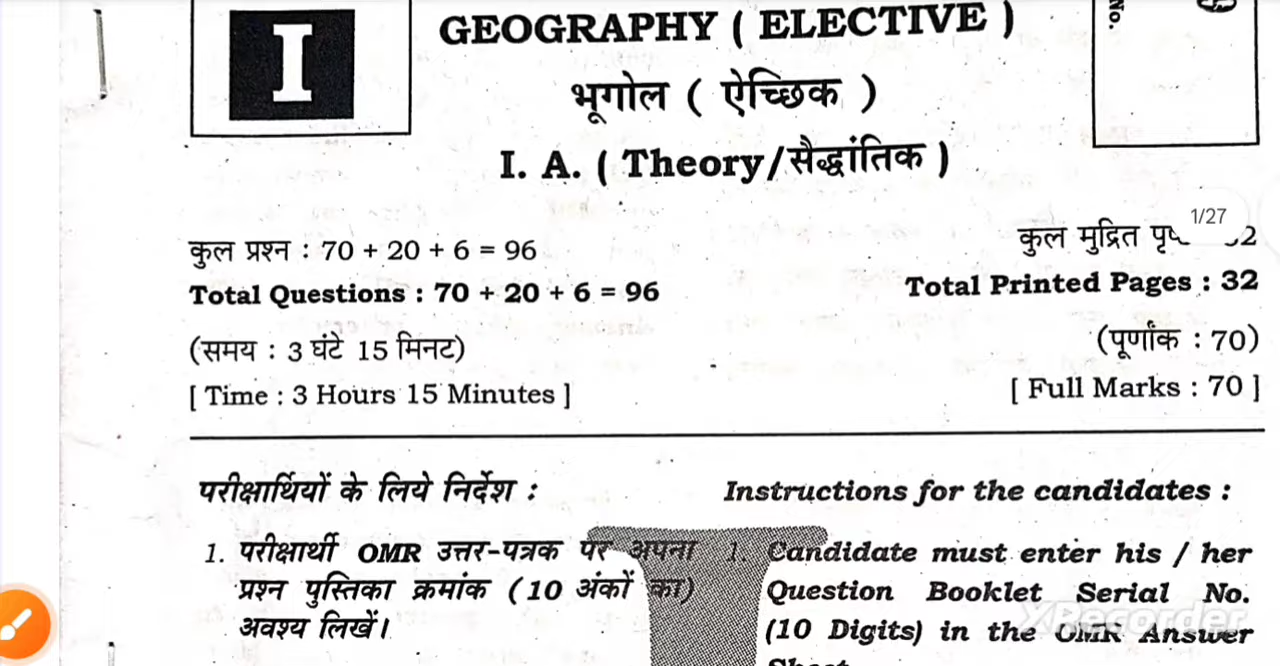 I
GEOGRAPHY ( ELECTIVE )
No.
भूगोल ( ऐच्छिक )
I. A. ( Theory/सैद्धांतिक )
1/27
कुल प्रश्न : 70 + 20 + 6 = 96
कुल मुद्रित
Total Questions : 70 + 20 + 6 = 96
Total Printed Pages : 32
(समय : 3 घंटे 15 मिनट)
(पूर्णांक : 70)
[ Time : 3 Hours 15 Minutes ]
[ Full Marks : 70 ]
परीक्षार्थियों के लिये निर्देश :
1. परीक्षार्थी OMR उत्तर-पत्रक पर अपना
प्रश्न पुस्तिका क्रमांक (10 अंकों का)
अवश्य लिखें।
Instructions for the candidates :
1. Candidate must enter his / her
Question Booklet Serial No.
(10 Digits) in the OMR Answer
Sheet
XRecorder